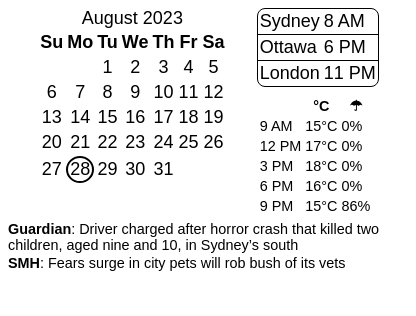 August 2023
Su Mo Tu We Th Fr Sa
1 2 3 4 5
6 7 8 9 10 11 12
13 14 15 16 17 18 19
20 21 22 23 24 25 26
27 28 29 30 31
Sydney 8 AM
Ottawa 6 PM
London 11 PM
°C ☂
9 AM 15°C 0%
12 PM 17°C 0%
3 PM 18°C 0%
6 PM 16°C 0%
9 PM 15°C 86%
Guardian: Driver charged after horror crash that killed two
children, aged nine and 10, in Sydney's south
SMH: Fears surge in city pets will rob bush of its vets